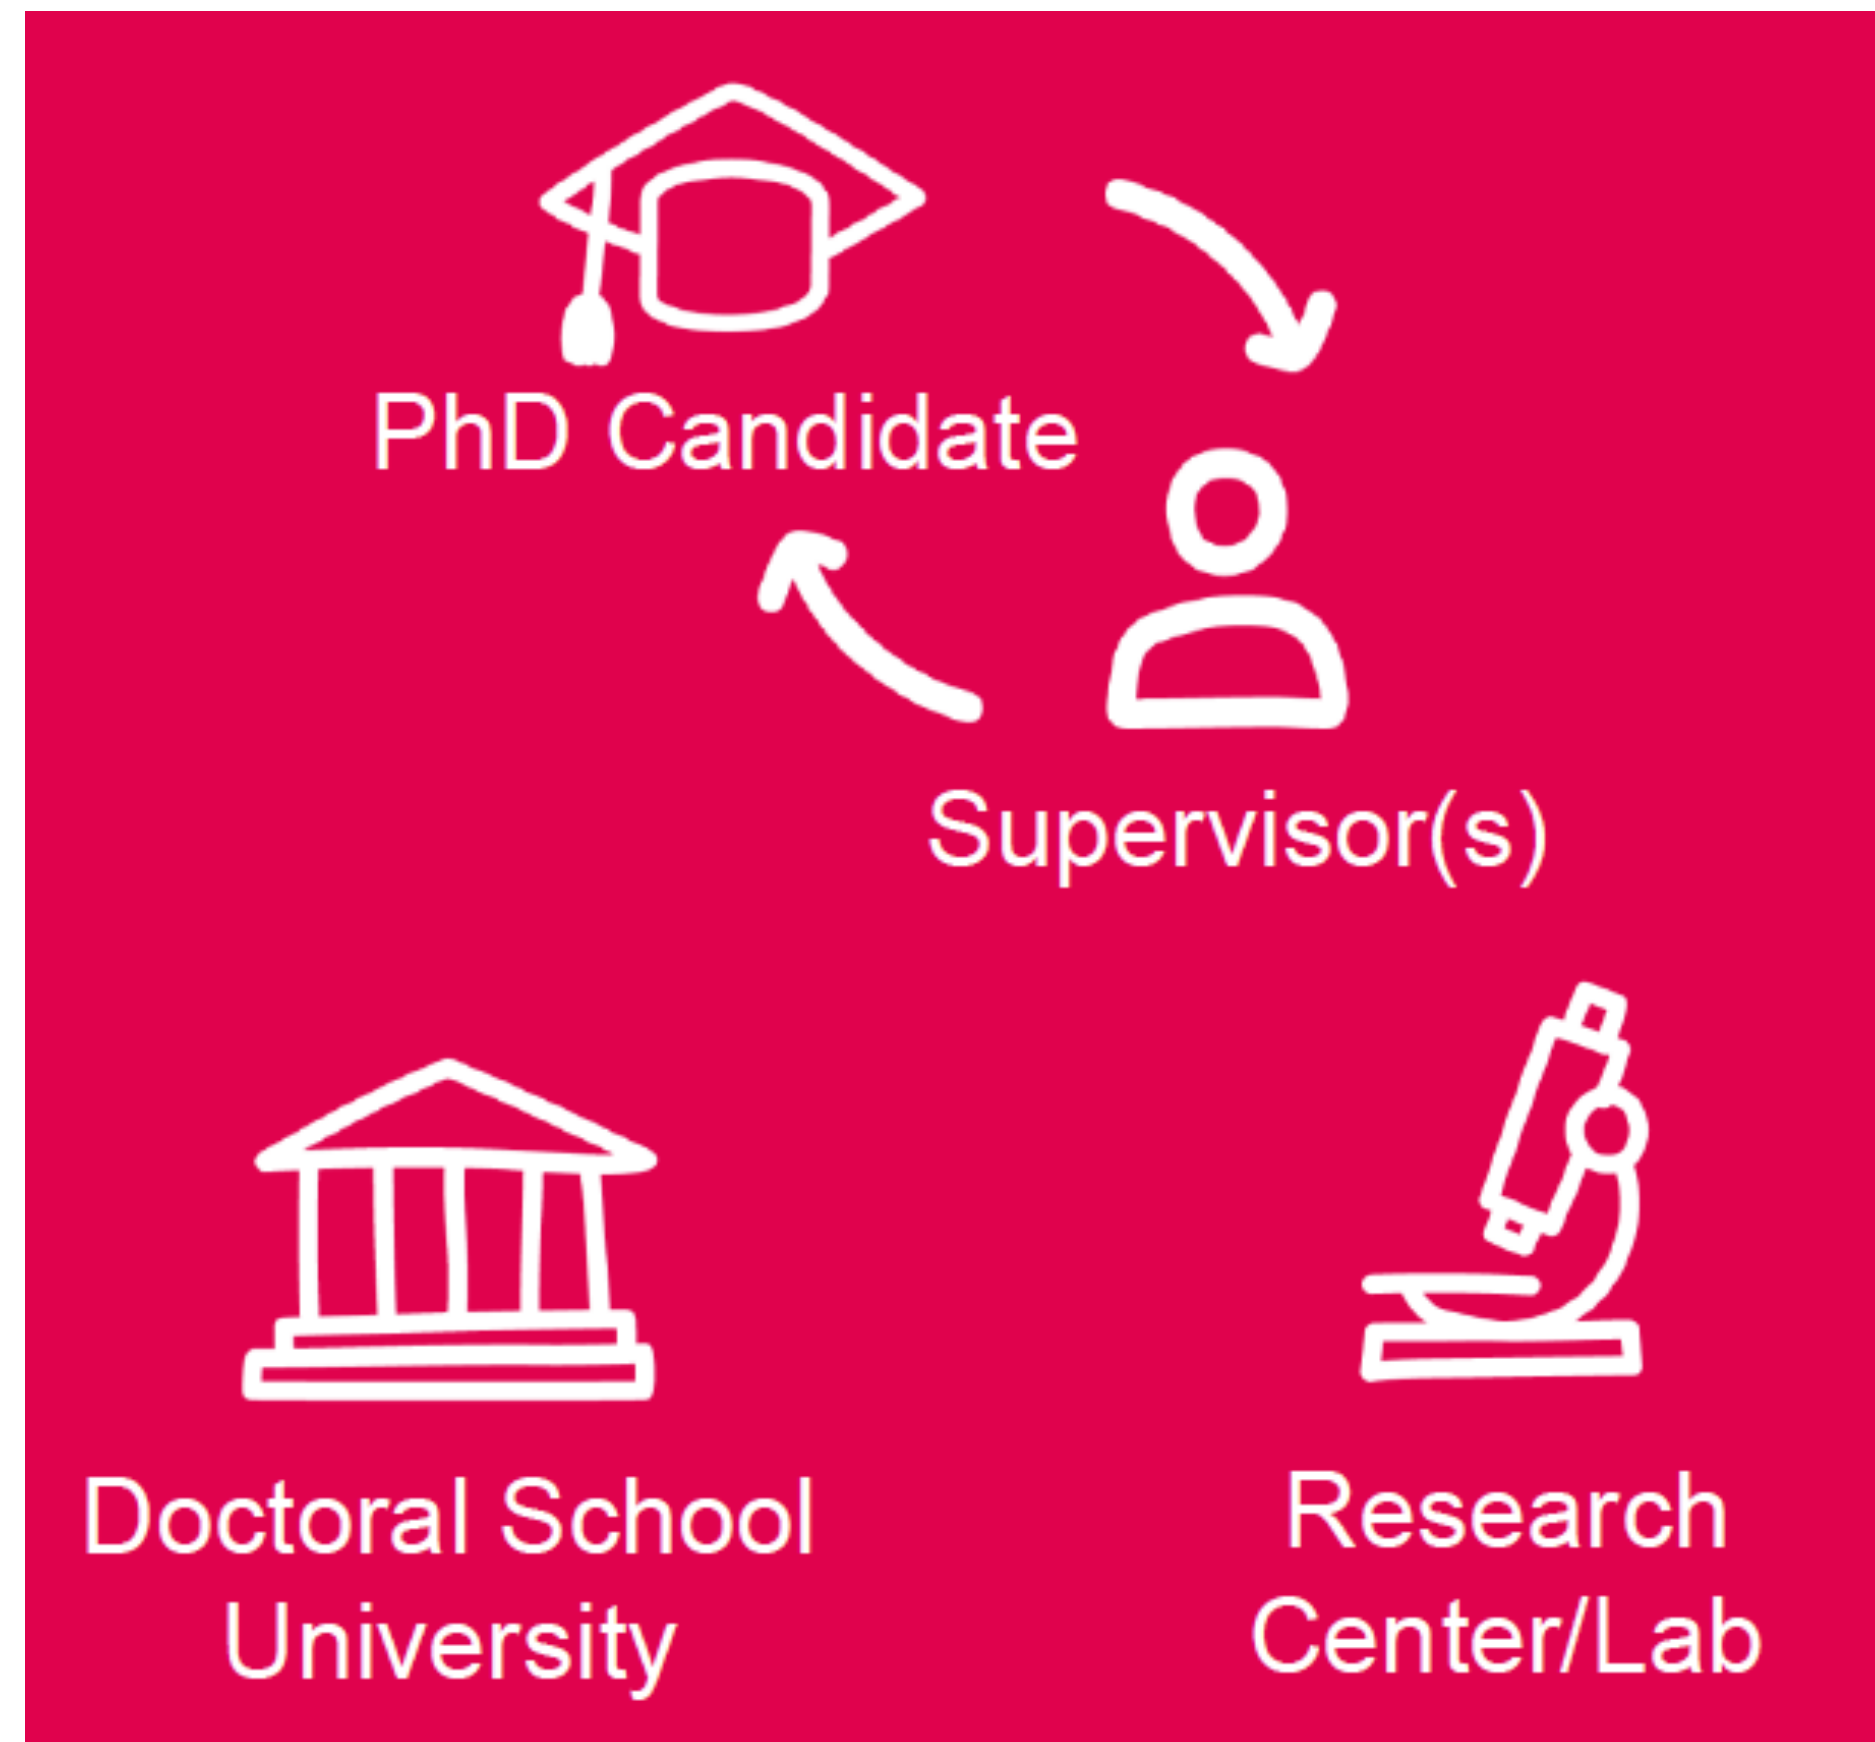 PhD Candidate
Supervisor(s)
Doctoral School
University
Research
Center/Lab